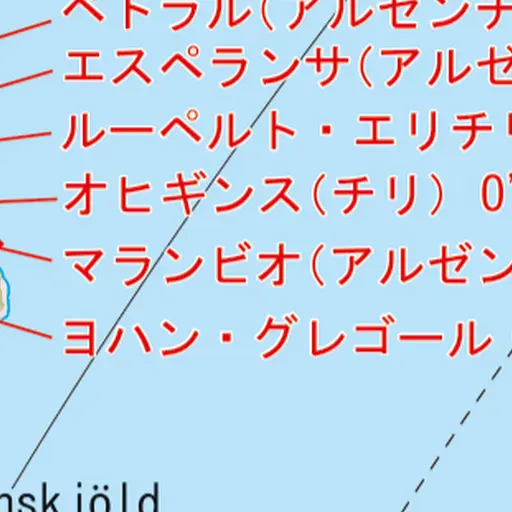 ペトラル(アルゼンチ
エスペランサ(アルゼ
ルーペルト・エリチリ
オヒギンス(チリ) O'
マランビオ(アルゼン
ヨハン・グレゴール
nskjöld